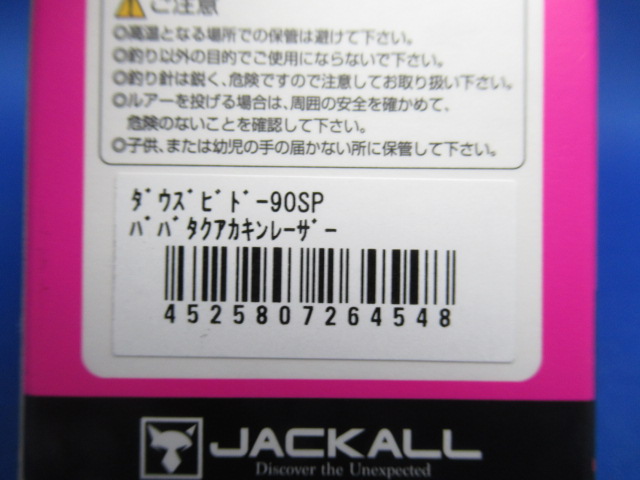 ご注意
◎高温となる場所での保管は避けて下さい。
◎釣り以外の目的でご使用にならないで下さい。
◎釣り針は鋭く、危険ですので注意してお取り扱い下さい。
◎ルアーを投げる場合は、周囲の安全を確かめて、
危険のないことを確認して下さい。
◎子供、または幼児の手の届かない所に保管して下さい。
ﾀﾞｳｽﾞﾋﾞﾄﾞｰ90SP
ﾊﾞﾊﾞﾀｸｱｶｷﾝﾚｰｻﾞｰ
4525807264548
JACKALL
Discover the Unexpected